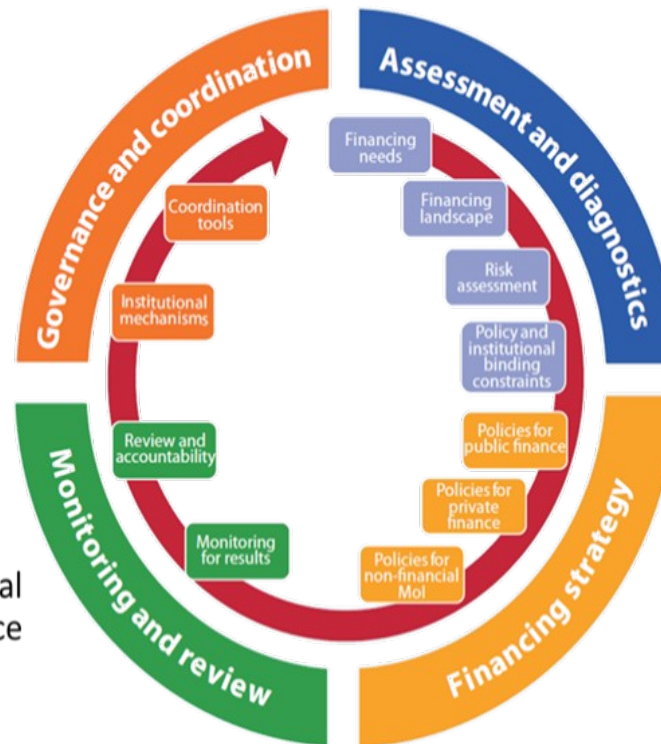 Governance and coordination
Assessment and diagnostics
Financing
needs
Financing
landscape
Risk
assessment
Policy and
institutional
binding
constraints
Policies for
public finance
Policies for
private
finance
Policies for
non-financial
MoI
Financing strategy
Monitoring
for results
Review and
accountability
Monitoring and review
Institutional
mechanisms
Coordination
tools